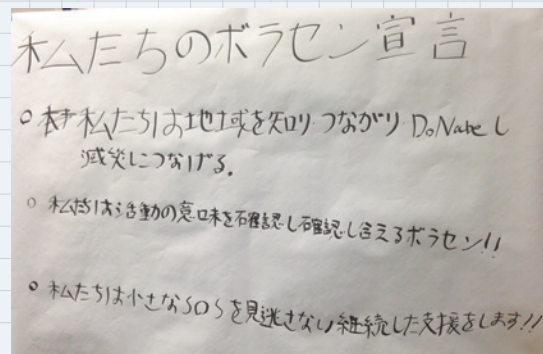 私たちのボラセン宣言
○ 私たちは地域を知り つながり DoNabeし
減災につなげる。
○ 私たちは活動の意味を確認し確認し合えるボラセン!!
○ 私たちは小さなSOSを見逃さない継続した支援をします!!